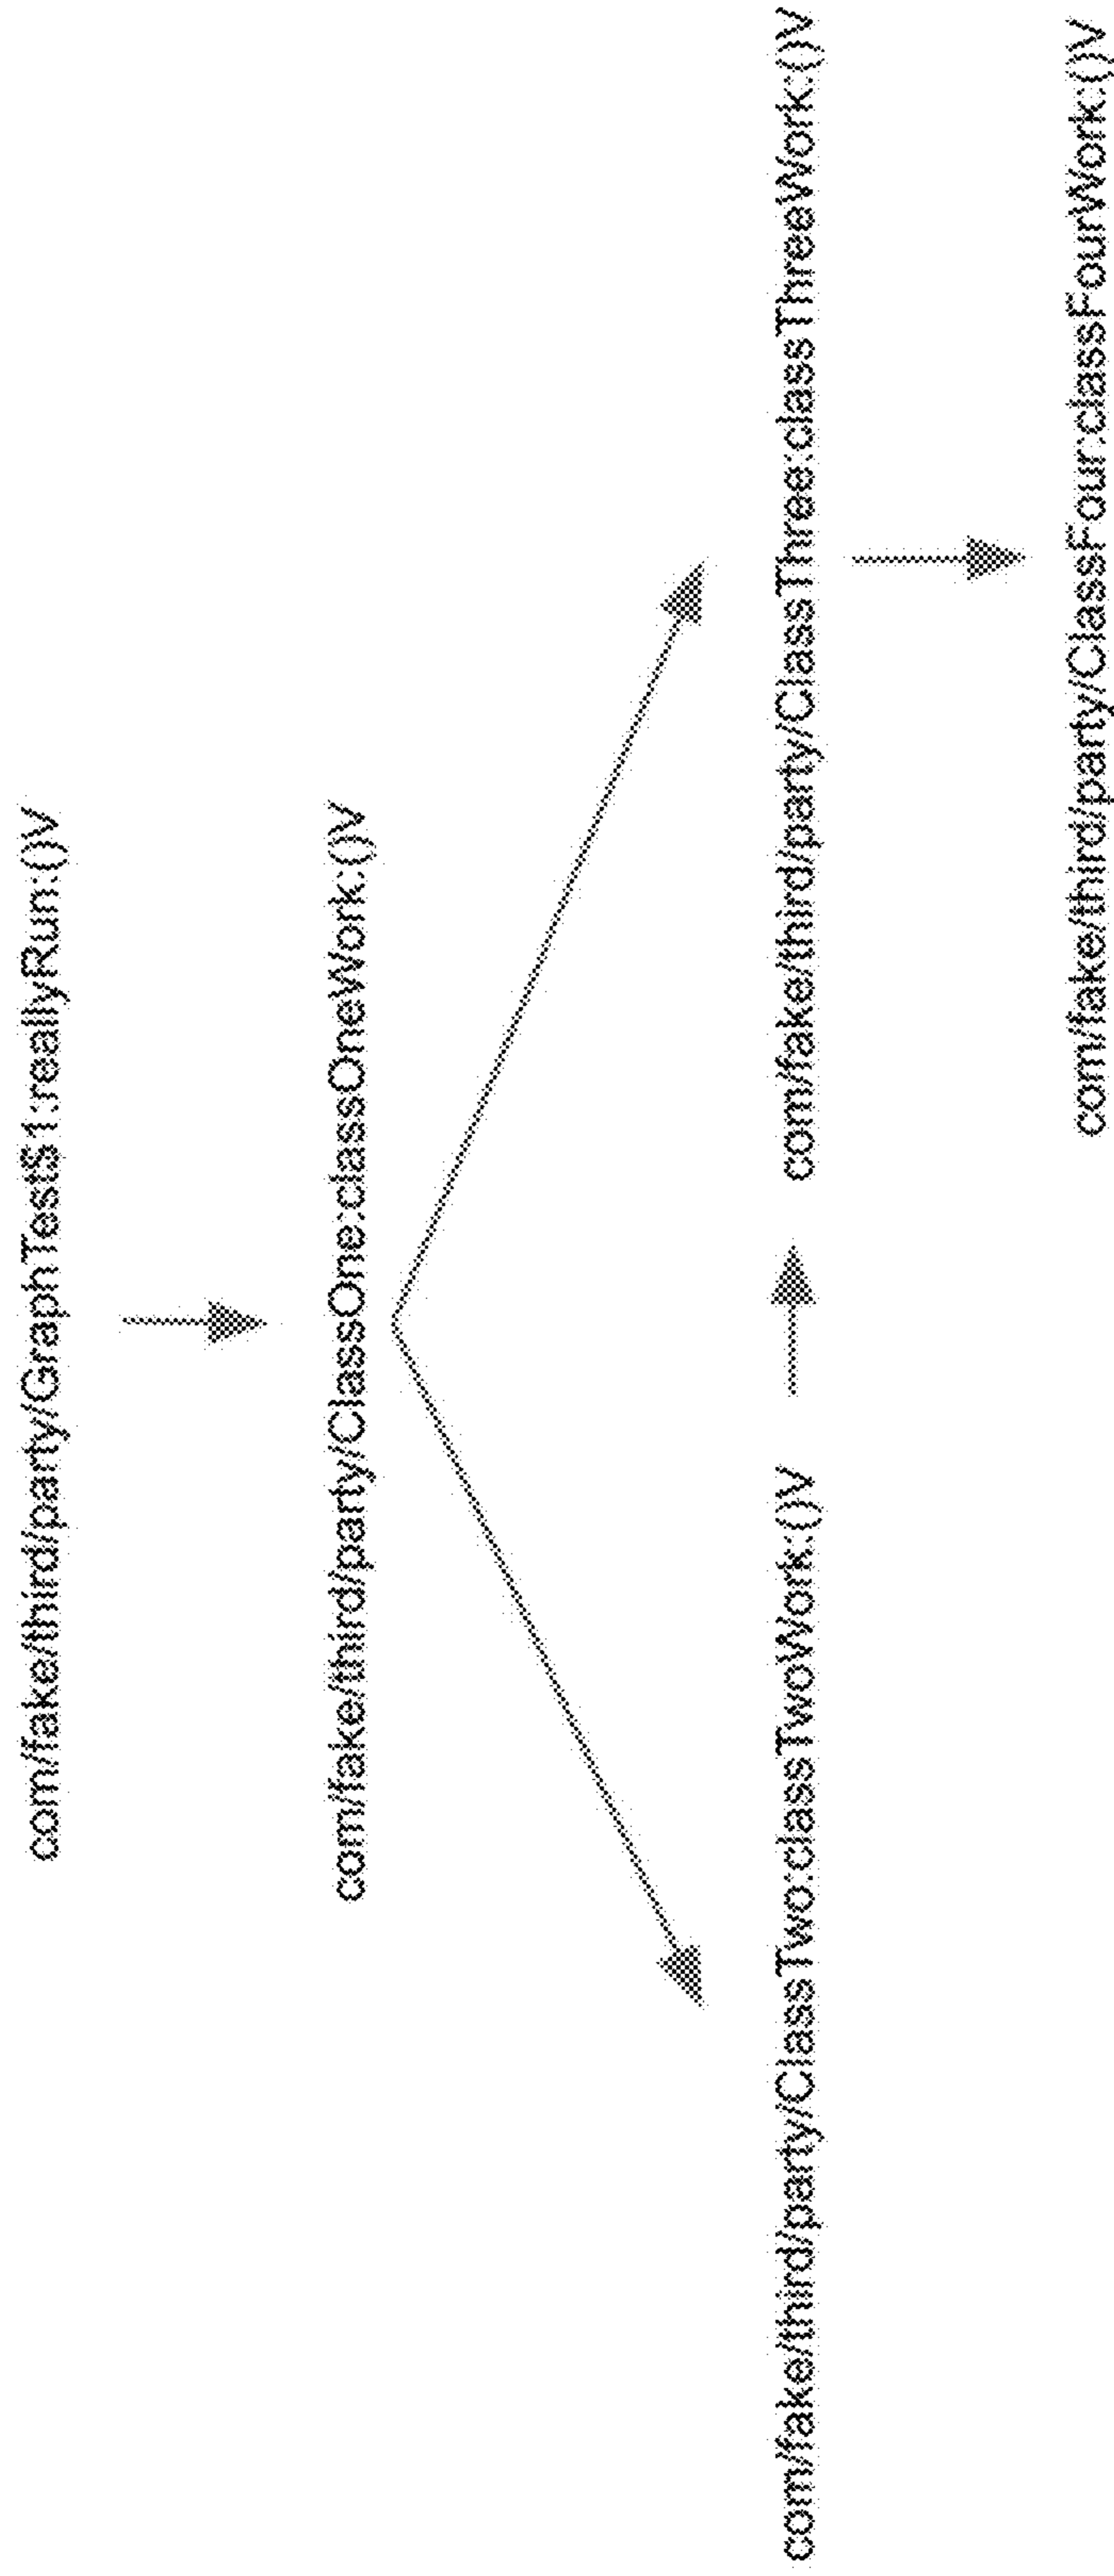 com/fake/third/party/GraphTest$1:reallyRun:()V
com/fake/third/party/ClassOne:classOneWork:()V
com/fake/third/party/ClassTwo:classTwoWork:()V
com/fake/third/party/ClassThree:classThreeWork:()V
com/fake/third/party/ClassFour:classFourWork:()V